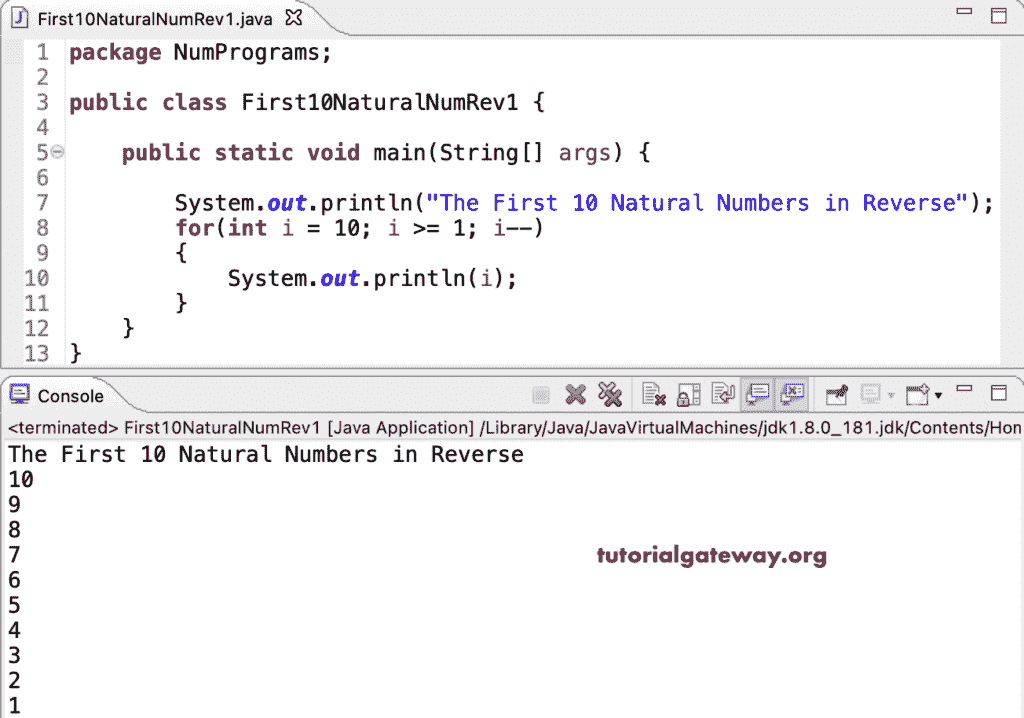 First10NaturalNumRev1.java
1 package NumPrograms;
2
3 public class First10NaturalNumRev1 {
4
5     public static void main(String[] args) {
6
7         System.out.println("The First 10 Natural Numbers in Reverse");
8         for(int i = 10; i >= 1; i--)
9         {
10             System.out.println(i);
11         }
12     }
13 }
Console
<terminated> First10NaturalNumRev1 [Java Application] /Library/Java/JavaVirtualMachines/jdk1.8.0_181.jdk/Contents/Hon
The First 10 Natural Numbers in Reverse
10
9
8
7
tutorialgateway.org
6
5
4
3
2
1